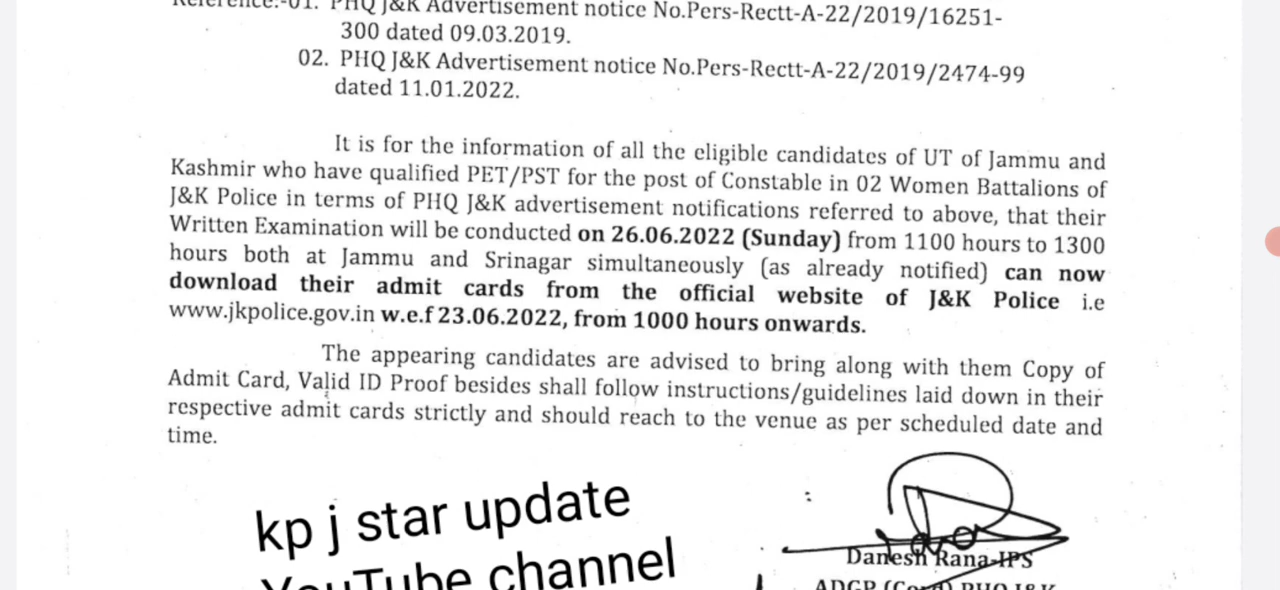 Reference:-01. PHQ J&K Advertisement notice No.Pers-Rectt-A-22/2019/16251-
300 dated 09.03.2019.
02. PHQ J&K Advertisement notice No.Pers-Rectt-A-22/2019/2474-99
dated 11.01.2022.
It is for the information of all the eligible candidates of UT of Jammu and
Kashmir who have qualified PET/PST for the post of Constable in 02 Women Battalions of
J&K Police in terms of PHQ J&K advertisement notifications referred to above, that their
Written Examination will be conducted on 26.06.2022 (Sunday) from 1100 hours to 1300
hours both at Jammu and Srinagar simultaneously (as already notified) can now
download their admit cards from the official website of J&K Police i.e
www.jkpolice.gov.in w.e.f 23.06.2022, from 1000 hours onwards.
The appearing candidates are advised to bring along with them Copy of
Admit Card, Valid ID Proof besides shall follow instructions/guidelines laid down in their
respective admit cards strictly and should reach to the venue as per scheduled date and
time.
kp j star update
YouTube channel
Danesh Rana-IPS
ADGP (Coord) PHQ J&K